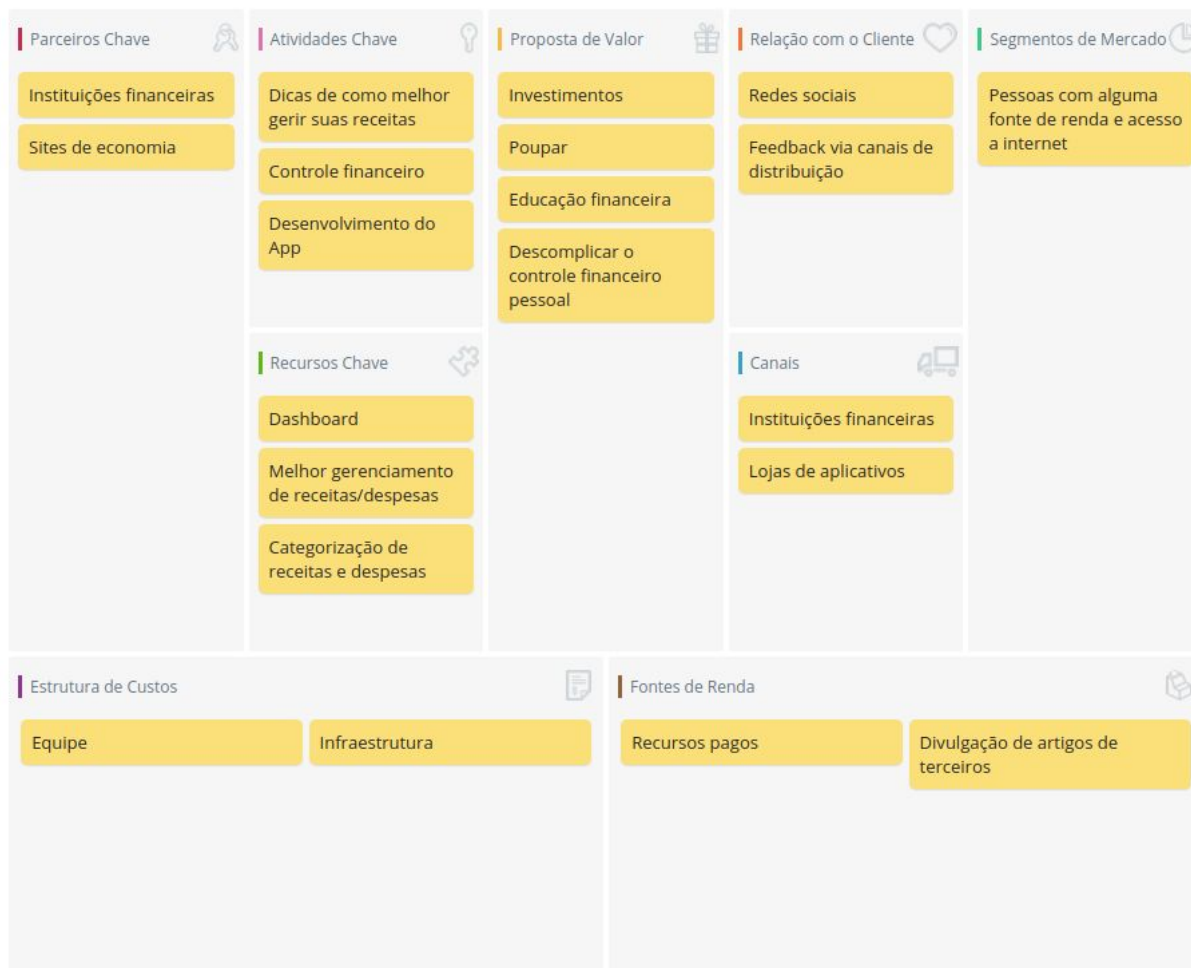 Parceiros Chave
Instituições financeiras
Sites de economia
Atividades Chave
Dicas de como melhor
gerir suas receitas
Controle financeiro
Desenvolvimento do
App
Recursos Chave
Dashboard
Melhor gerenciamento
de receitas/despesas
Categorização de
receitas e despesas
Proposta de Valor
Investimentos
Poupar
Educação financeira
Descomplicar o
controle financeiro
pessoal
Relação com o Cliente
Redes sociais
Feedback via canais de
distribuição
Canais
Instituições financeiras
Lojas de aplicativos
Segmentos de Mercado
Pessoas com alguma
fonte de renda e acesso
a internet
Estrutura de Custos
Equipe
Infraestrutura
Fontes de Renda
Recursos pagos
Divulgação de artigos de
terceiros